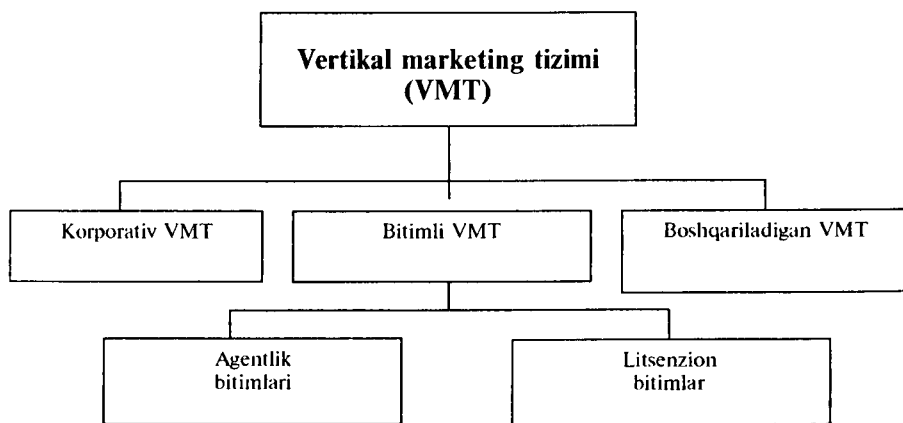 Vertikal marketing tizimi
(VMT)
Korporativ VMT
Bitimli VMT
Boshqariladigan VMT
Agentlik
bitimlari
Litsenzion
bitimlar